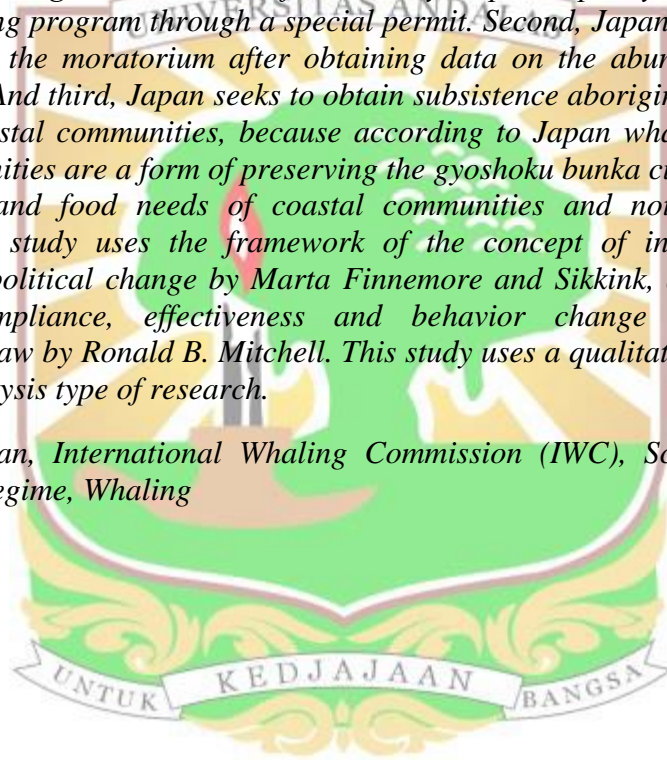 ng program through a special permit. Second, Japan
the moratorium after obtaining data on the abun
And third, Japan seeks to obtain subsistence aborigin
stal communities, because according to Japan wha
nities are a form of preserving the gyoshoku bunka cu
and food needs of coastal communities and not
study uses the framework of the concept of in
political change by Marta Finnemore and Sikkink,
mpliance, effectiveness and behavior change
aw by Ronald B. Mitchell. This study uses a qualitat
lysis type of research.
an, International Whaling Commission (IWC), Sc
egime, Whaling
UNTUK KEDJAJAAN BANGSA